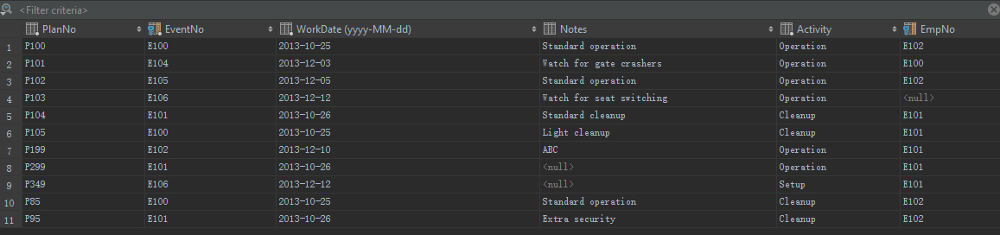 <Filter criteria>
PlanNo EventNo WorkDate (yyyy-MM-dd) Notes Activity EmpNo
1 P100 E100 2013-10-25 Standard operation Operation E102
2 P101 E104 2013-12-03 Watch for gate crashers Operation E100
3 P102 E105 2013-12-05 Standard operation Operation E102
4 P103 E106 2013-12-12 Watch for seat switching Operation <null>
5 P104 E101 2013-10-26 Standard cleanup Cleanup E101
6 P105 E100 2013-10-25 Light cleanup Cleanup E101
7 P199 E102 2013-12-10 ABC Operation E101
8 P299 E101 2013-10-26 <null> Operation E101
9 P349 E106 2013-12-12 <null> Setup E101
10 P85 E100 2013-10-25 Standard operation Cleanup E102
11 P95 E101 2013-10-26 Extra security Cleanup E102